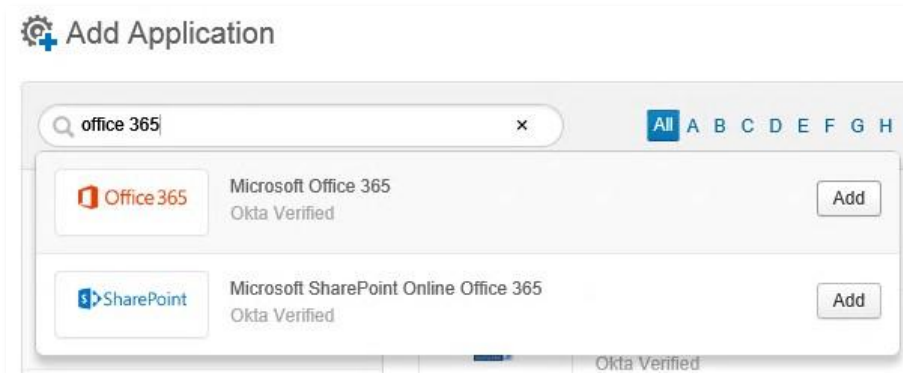 Add Application
office 365 ×
All A B C D E F G H
Office 365
Microsoft Office 365
Okta Verified
Add
S SharePoint
Microsoft SharePoint Online Office 365
Okta Verified
Add
Okta Verified